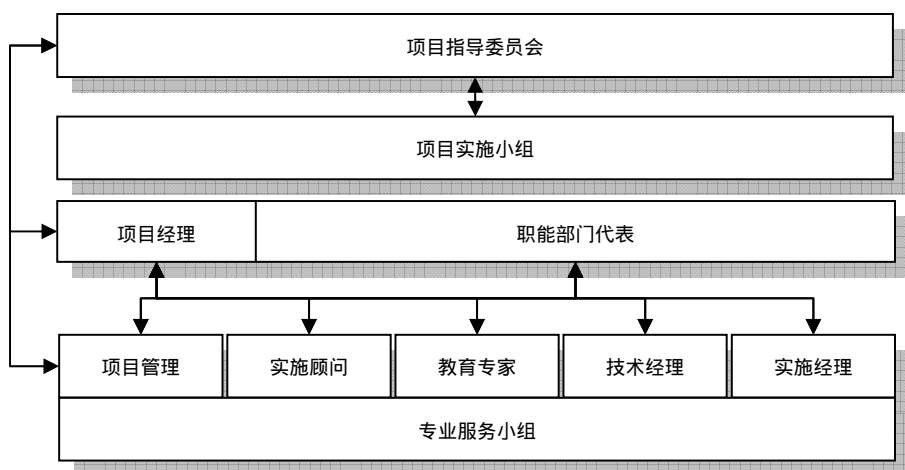 项目指导委员会
项目实施小组
项目经理 职能部门代表
项目管理 实施顾问 教育专家 技术经理 实施经理
专业服务小组